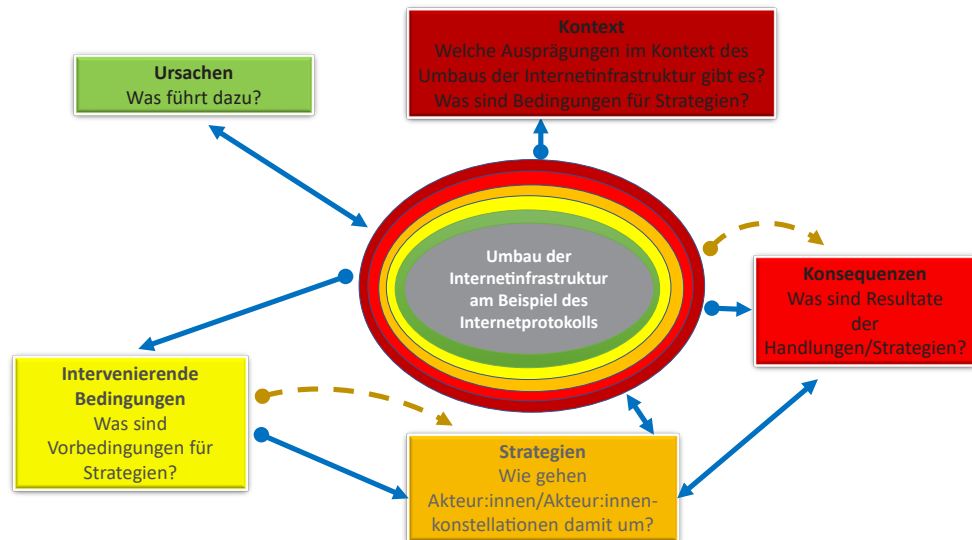 Kontext
Welche Ausprägungen im Kontext des
Umbaus der Internetinfrastruktur gibt es?
Was sind Bedingungen für Strategien?
Ursachen
Was führt dazu?
Umbau der
Internetinfrastruktur
am Beispiel des
Internetprotokolls
Konsequenzen
Was sind Resultate
der
Handlungen/Strategien?
Intervenierende
Bedingungen
Was sind
Vorbedingungen für
Strategien?
Strategien
Wie gehen
Akteur:innen/Akteur:innen-
konstellationen damit um?